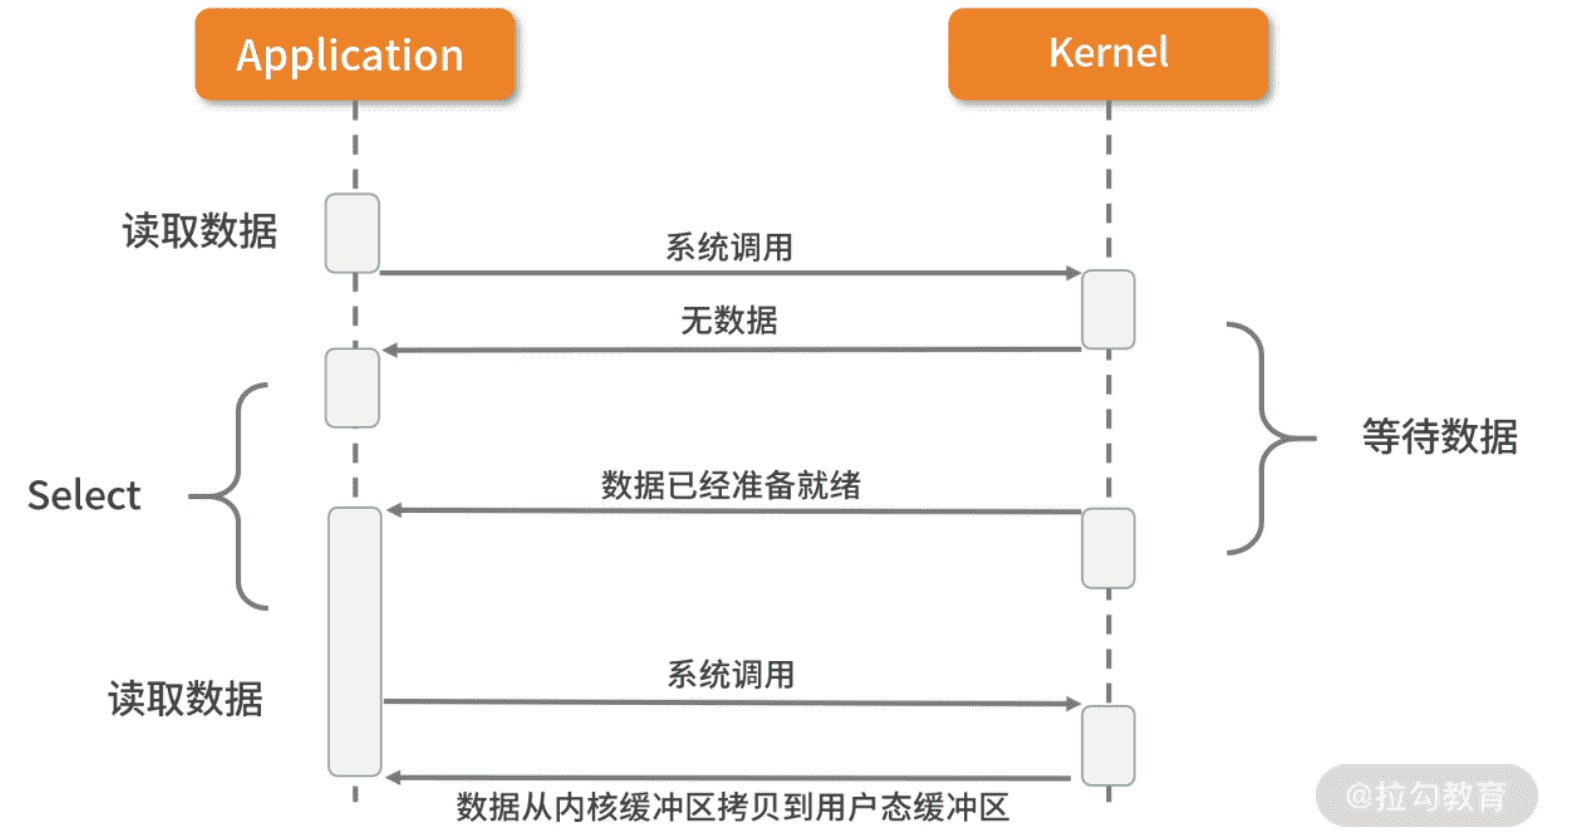 Application
Kernel
读取数据
系统调用
无数据
Select
等待数据
数据已经准备就绪
读取数据
系统调用
数据从内核缓冲区拷贝到用户态缓冲区
@拉勾教育